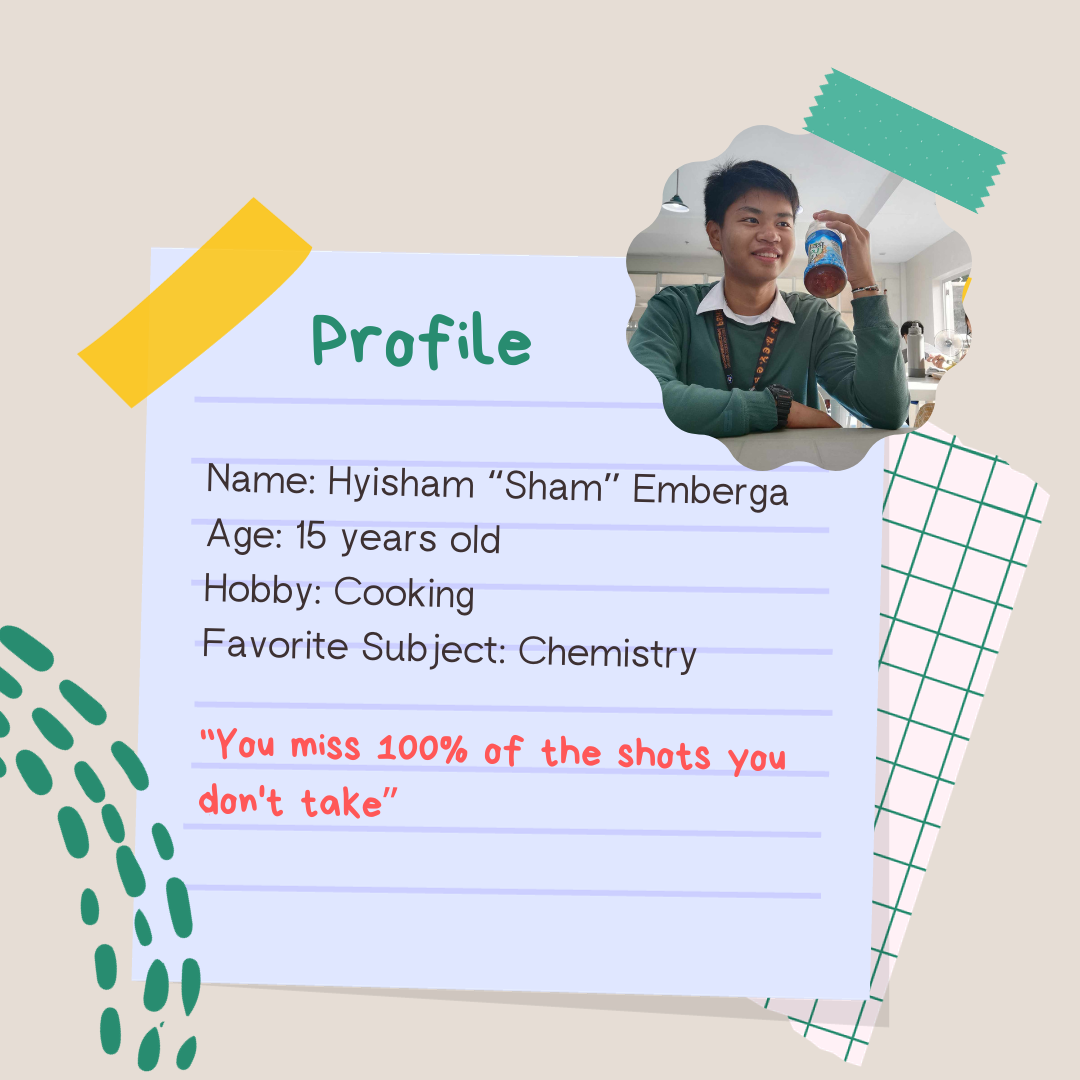 Profile
Name: Hyisham “Sham” Emberga
Age: 15 years old
Hobby: Cooking
Favorite Subject: Chemistry
"You miss 100% of the shots you
don't take”